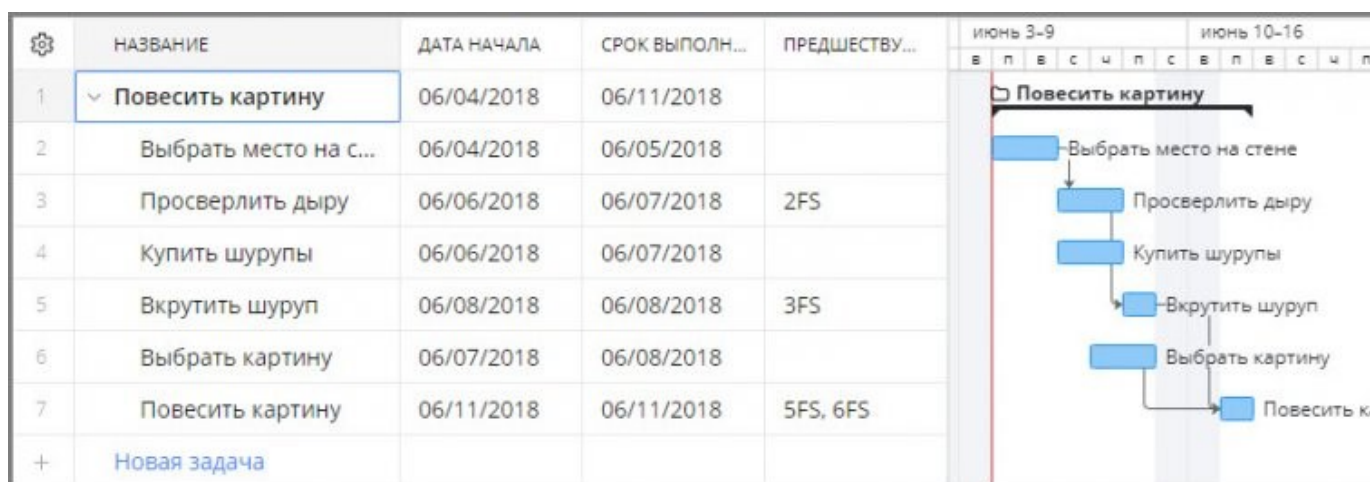 НАЗВАНИЕ ДАТА НАЧАЛА СРОК ВЫПОЛН... ПРЕДШЕСТВУ... июнь 3–9 июнь 10–16
в п в с ч п с в п в с ч п
1 Повесить картину 06/04/2018 06/11/2018 Повесить картину
2 Выбрать место на с... 06/04/2018 06/05/2018 Выбрать место на стене
3 Просверлить дыру 06/06/2018 06/07/2018 2FS Просверлить дыру
4 Купить шурупы 06/06/2018 06/07/2018 Купить шурупы
5 Вкрутить шуруп 06/08/2018 06/08/2018 3FS Вкрутить шуруп
6 Выбрать картину 06/07/2018 06/08/2018 Выбрать картину
7 Повесить картину 06/11/2018 06/11/2018 5FS, 6FS Повесить к
+ Новая задача